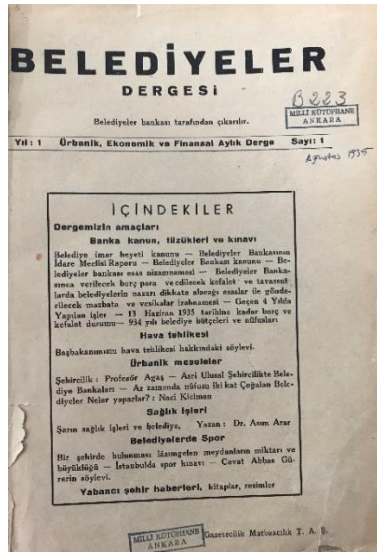 BELEDİYELER
DERGESİ
B 223
MİLLİ KÜTÜPHANE
ANKARA
Belediyeler bankası tarafından çıkarılır.
Yıl: 1 Ürbanik, Ekonomik ve Finansal Aylık Derge Sayı: 1
Ağustos 1935
İÇİNDEKİLER
Dergemizin amaçları
Banka kanun, tüzükleri ve kınavı
Belediye imar heyeti kanunu — Belediyeler Bankasının
İdare Meclisi Raporu — Belediyeler Bankası kanunu — Be-
lediyeler bankası esas nizamnamesi — Belediyeler Banka-
sınca verilecek borç para ve edilecek kefalet ve tavassut-
larda belediyelerin nazarı dikkate alacağı esaslar ile gönde-
rilecek mazbata ve vesikalar izahnamesi — Geçen 4 Yılda
Yapılan işler — 13 Haziran 1935 tarihine kadar borç ve
kefalet durumu— 934 yılı belediye bütçeleri ve nüfusları
Hava tehlikesi
Başbakanımızın hava tehlikesi hakkındaki söylevi.
Ürbanik meseleler
Şehircilik: Profesör Agaş — Asri Ulusal Şehircilikte Bele-
diye Bankaları — Az zamanda nüfusu iki kat Çoğalan Bele-
diyeler Neler yaparlar?: Naci Kiciman
Sağlık işleri
Şarın sağlık işleri ve belediye, Yazan: Dr. Asım Arar
Belediyelerde Spor
Bir şehirde bulunması lâzımgelen meydanların miktarı ve
büyüklüğü — İstanbulda spor kınavı — Cevat Abbas Gü-
rerin söylevi.
Yabancı şehir haberleri, kitaplar, resimler
MİLLİ KÜTÜPHANE
ANKARA
Gazetecilik Matbaacılık T. A. Ş.